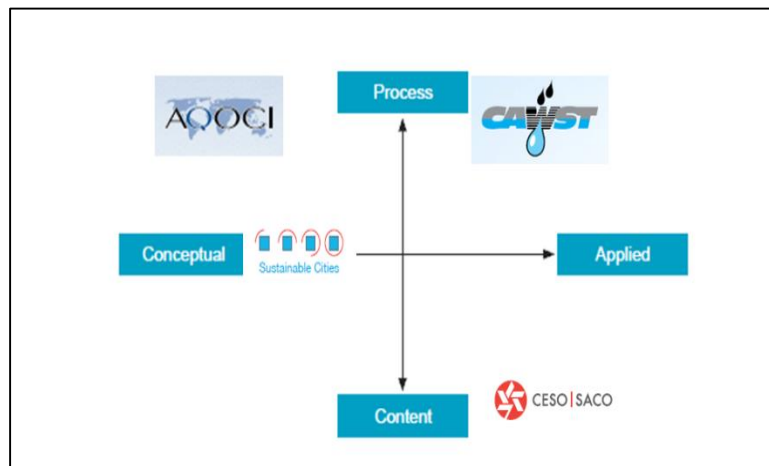 AQOCI
Process
CAWST
Conceptual
Sustainable Cities
Applied
Content
CESO|SACO